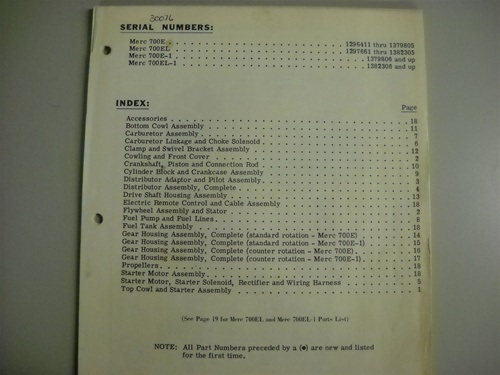 30076
SERIAL NUMBERS:
Merc 700E . . . 1296411 thru 1379805
Merc 700EL . . . 1297661 thru 1382305
Merc 700E-1 . . . 1379806 and up
Merc 700EL-1 . . . 1382306 and up
INDEX:
Page
Accessories . . . 18
Bottom Cowl Assembly . . . 11
Carburetor Assembly . . . 7
Carburetor Linkage and Choke Solenoid . . . 6
Clamp and Swivel Bracket Assembly . . . 12
Cowling and Front Cover . . . 2
Crankshaft, Piston and Connection Rod . . . 10
Cylinder Block and Crankcase Assembly . . . 9
Distributor Adaptor and Pilot Assembly . . . 3
Distributor Assembly, Complete . . . 4
Drive Shaft Housing Assembly . . . 13
Electric Remote Control and Cable Assembly . . . 18
Flywheel Assembly and Stator . . . 2
Fuel Pump and Fuel Lines . . . 8
Fuel Tank Assembly . . . 18
Gear Housing Assembly, Complete (standard rotation - Merc 700E) . . . 14
Gear Housing Assembly, Complete (standard rotation - Merc 700E-1) . . . 15
Gear Housing Assembly, Complete (counter rotation - Merc 700E) . . . 16
Gear Housing Assembly, Complete (counter rotation - Merc 700E-1) . . . 17
Propellers . . . 18
Starter Motor Assembly . . . 18
Starter Motor, Starter Solenoid, Rectifier and Wiring Harness . . . 5
Top Cowl and Starter Assembly . . . 1
(See Page 19 for Merc 700EL and Merc 700EL-1 Parts List)
NOTE: All Part Numbers preceded by a (●) are new and listed
for the first time.